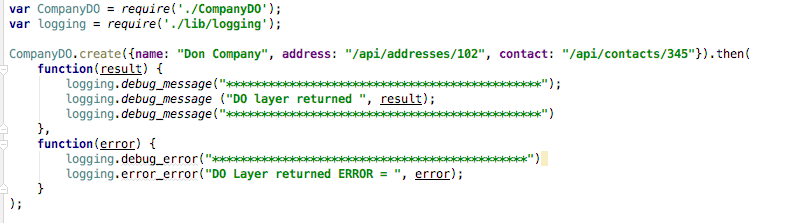 var CompanyDO = require('./CompanyDO');
var logging = require('./lib/logging');

CompanyDO.create({name: "Don Company", address: "/api/addresses/102", contact: "/api/contacts/345"}).then(
    function(result) {
        logging.debug_message("*********************************************");
        logging.debug_message ("DO layer returned ", result);
        logging.debug_message("*********************************************")
    },
    function(error) {
        logging.debug_error("*********************************************")
        logging.error_error("DO Layer returned ERROR = ", error);
    }
);